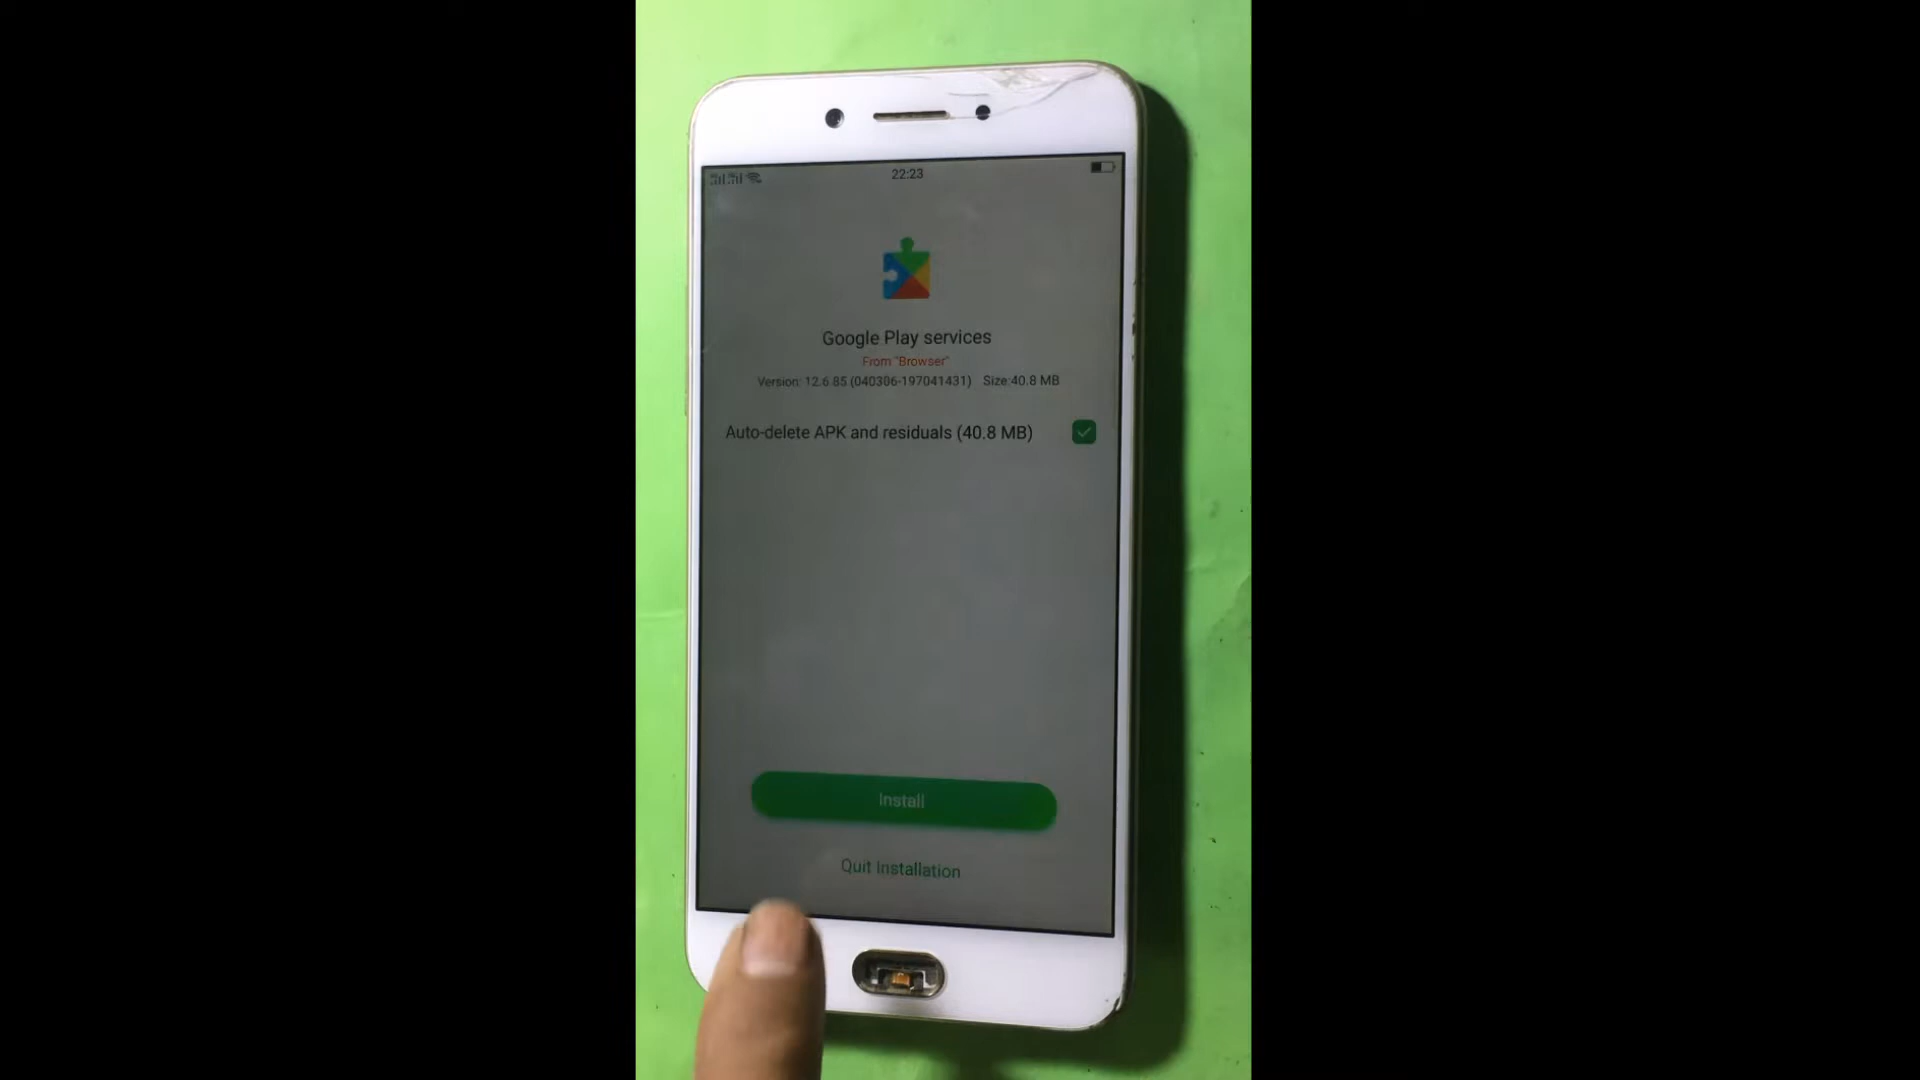 22:23
Google Play services
From "Browser"
Version: 12.6.85 (040306-197041431) Size:40.8 MB
Auto-delete APK and residuals (40.8 MB)
Install
Quit Installation